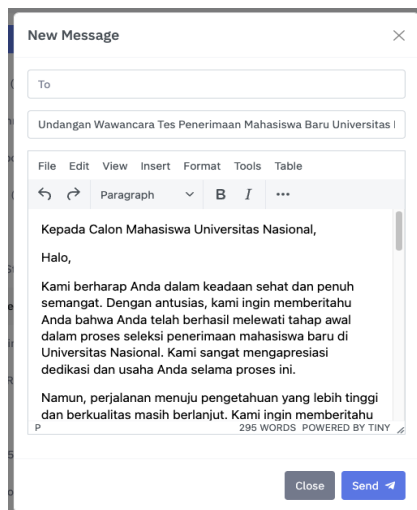 New Message
To
Undangan Wawancara Tes Penerimaan Mahasiswa Baru Universitas
File Edit View Insert Format Tools Table
Paragraph B I ...
Kepada Calon Mahasiswa Universitas Nasional,
Halo,
Kami berharap Anda dalam keadaan sehat dan penuh
semangat. Dengan antusias, kami ingin memberitahu
Anda bahwa Anda telah berhasil melewati tahap awal
dalam proses seleksi penerimaan mahasiswa baru di
Universitas Nasional. Kami sangat mengapresiasi
dedikasi dan usaha Anda selama proses ini.
Namun, perjalanan menuju pengetahuan yang lebih tinggi
dan berkualitas masih berlanjut. Kami ingin memberitahu
P 295 WORDS POWERED BY TINY
Close Send